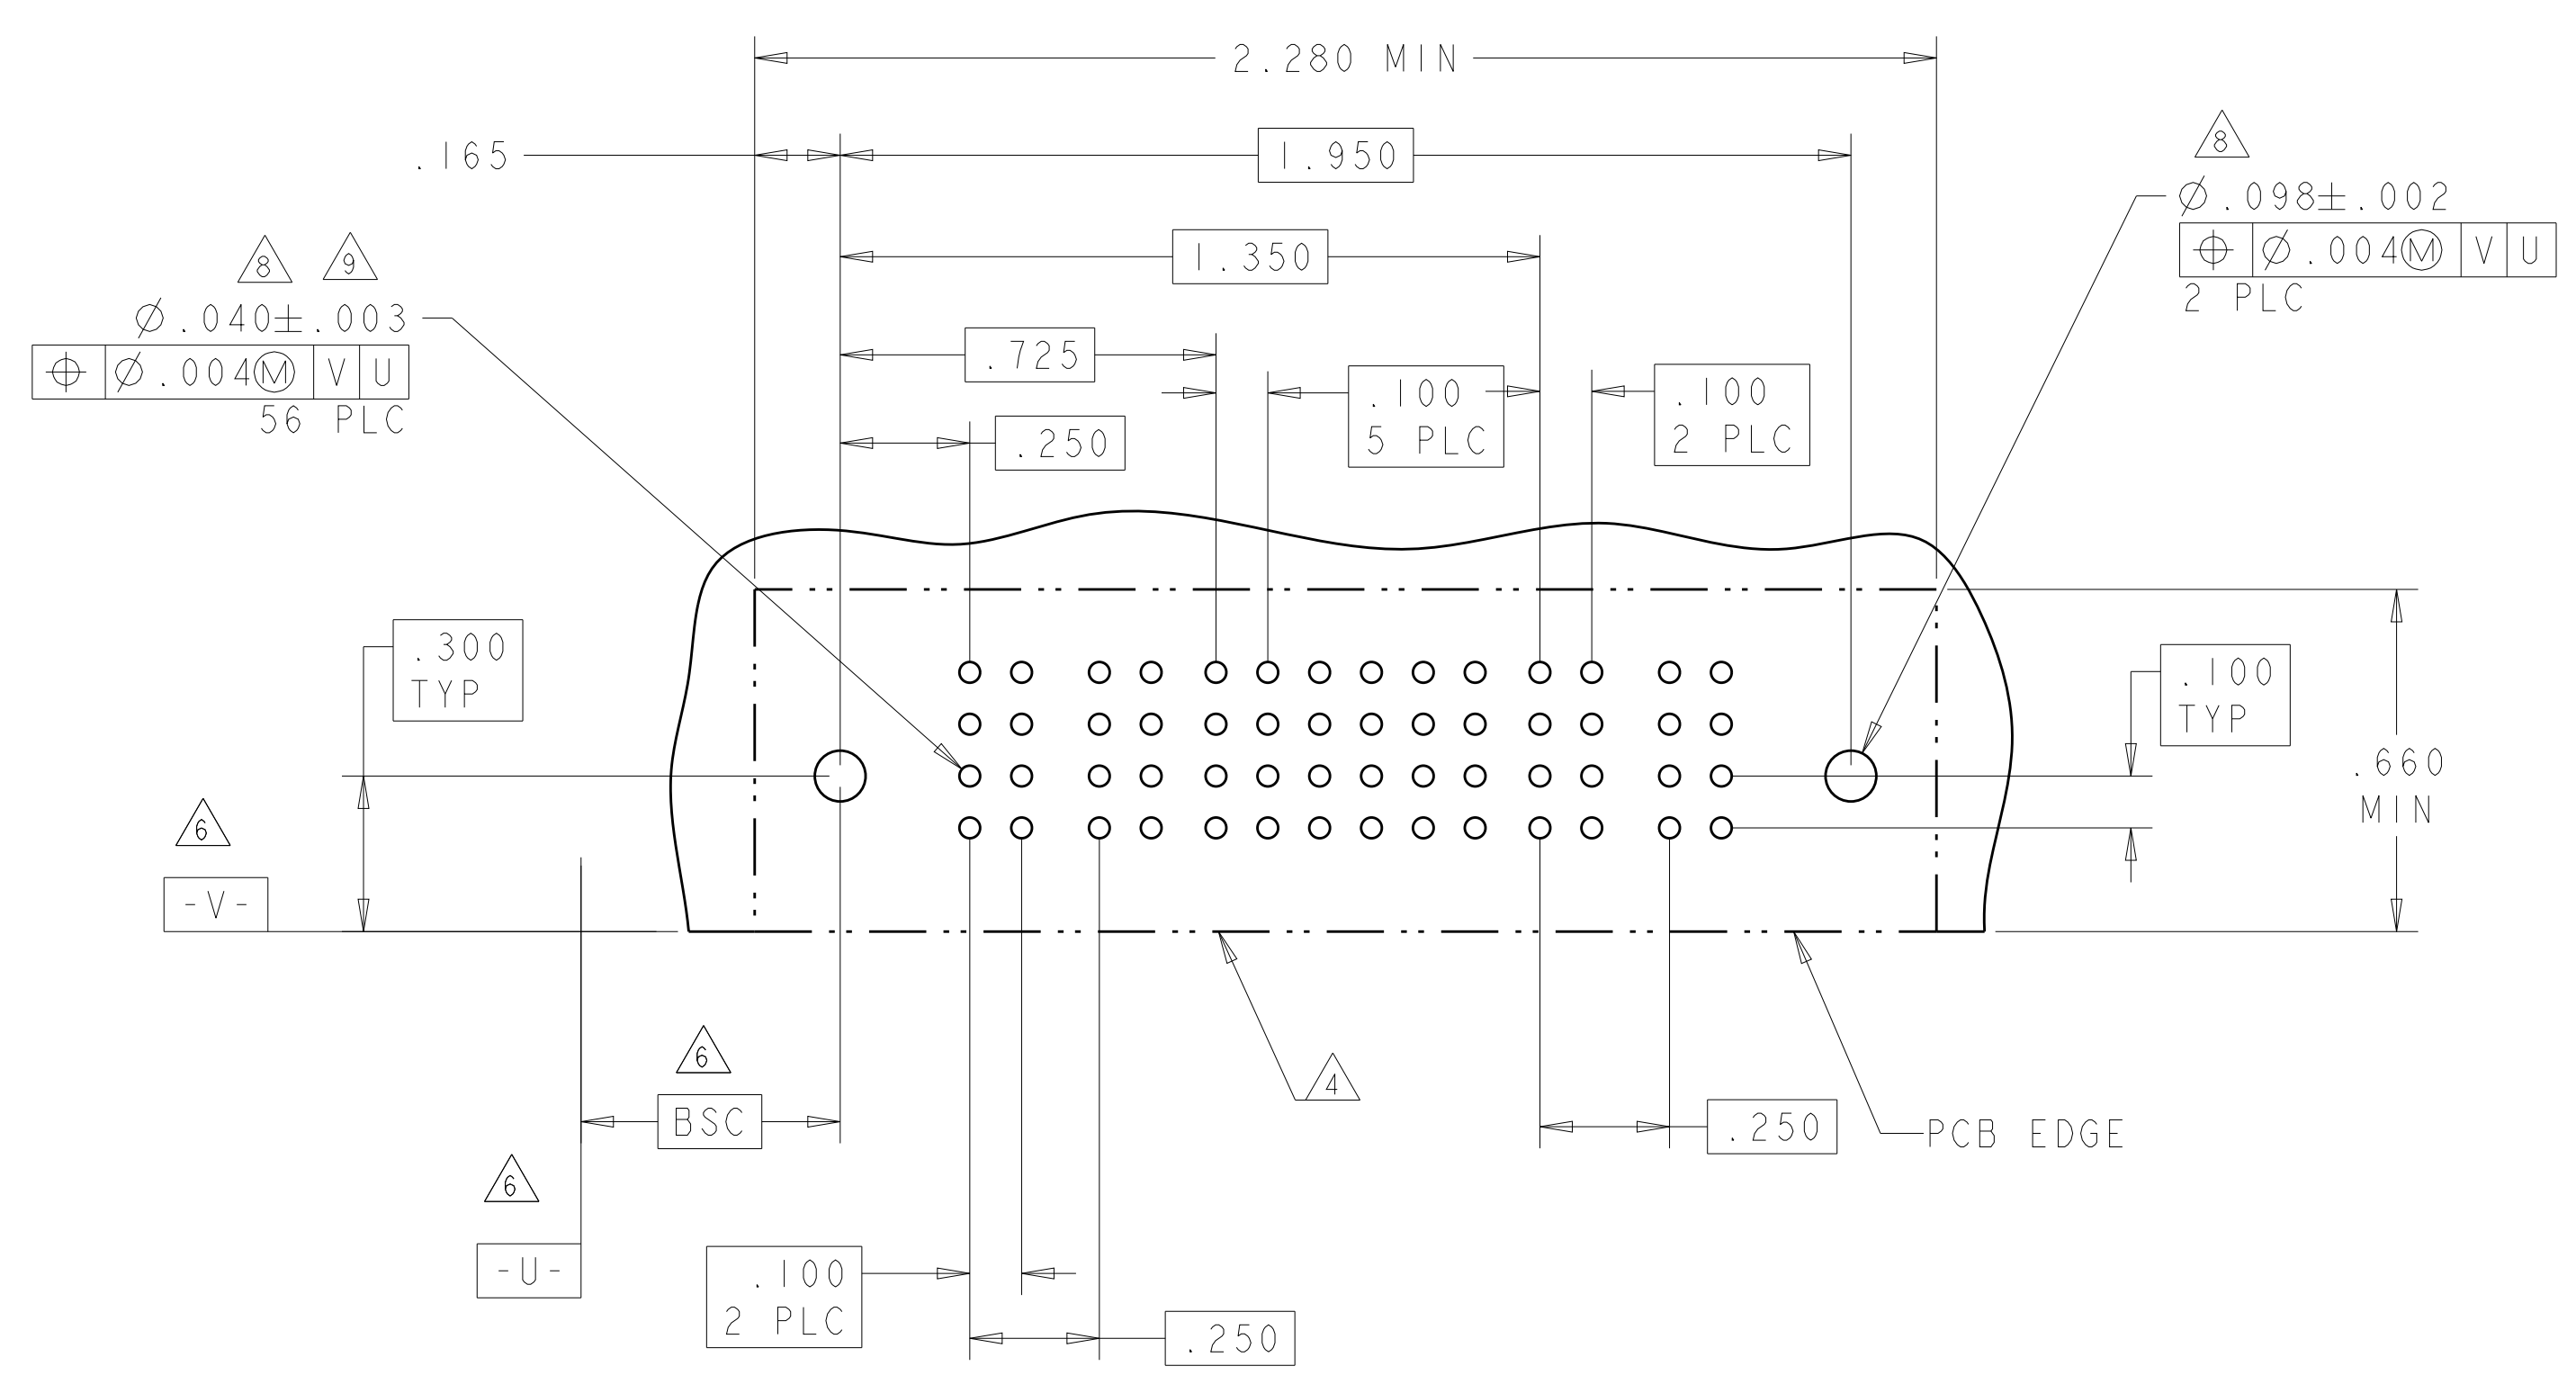 2.280 MIN
.165
1.950
8
Ø.098±.002
⌖ Ø.004Ⓜ V U
2 PLC
1.350
8 9
Ø.040±.003
⌖ Ø.004Ⓜ V U
56 PLC
.725
.100
5 PLC
.100
2 PLC
.250
.300
TYP
.100
TYP
.660
MIN
6
-V-
6
BSC
4
.250
PCB EDGE
6
-U-
.100
2 PLC
.250